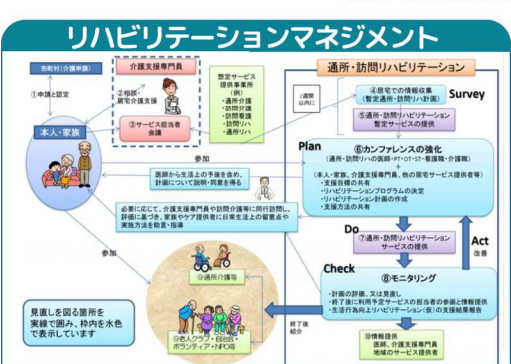 リハビリテーションマネジメント
市町村(介護申請)
①申請と認定
本人・家族
介護支援専門員
②相談・
居宅介護支援
③サービス担当者
会議
想定サービス
提供事業所
(例)
・通所介護
・訪問介護
・訪問看護
・訪問リハ
・通所リハ
通所・訪問リハビリテーション
2週間
以内に
④居宅での情報収集
(暫定通所・訪問リハ計画)
Survey
⑤通所・訪問リハビリテーション
暫定サービスの提供
Plan
⑥カンファレンスの強化
(通所・訪問リハの医師・PT・OT・ST・看護職・介護職)
+
(本人・家族、介護支援専門員、他の居宅サービス提供者等)
・支援目標の共有
・リハビリテーションプログラムの決定
・リハビリテーション計画の作成
・支援方法の共有
参加
医師から生活上の予後を含め、
計画について説明・同意を得る
必要に応じて、介護支援専門員や訪問介護等に同行訪問し、
評価に基づき、家族やケア提供者に日常生活上の留意点や
実施方法を助言・指導
Do
⑦通所・訪問リハビリテーション
サービスの提供
Act
改善
Check
⑧モニタリング
・計画の評価、又は見直し
・終了後に利用予定サービスの担当者の参画と情報提供
・生活行為向上リハビリテーション(仮)の支援結果報告
参加
⑨通所介護等
⑨老人クラブ・自治会・
ボランティア・NPO等
終了後
紹介
⑩情報提供
医師、介護支援専門員
地域のサービス提供者
見直しを図る箇所を
実線で囲み、枠内を水色
で表示しています